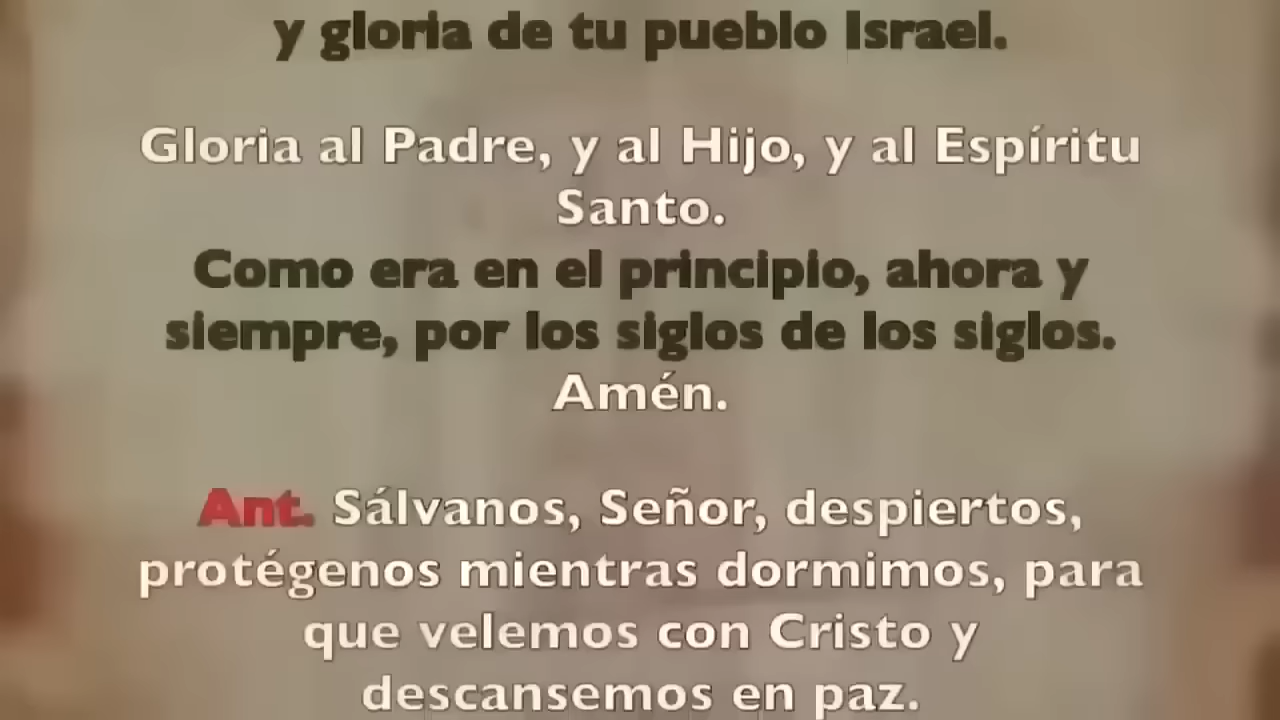 y gloria de tu pueblo Israel.
Gloria al Padre, y al Hijo, y al Espíritu
Santo.
Como era en el principio, ahora y
siempre, por los siglos de los siglos.
Amén.
Ant. Sálvanos, Señor, despiertos,
protégenos mientras dormimos, para
que velemos con Cristo y
descansemos en paz.